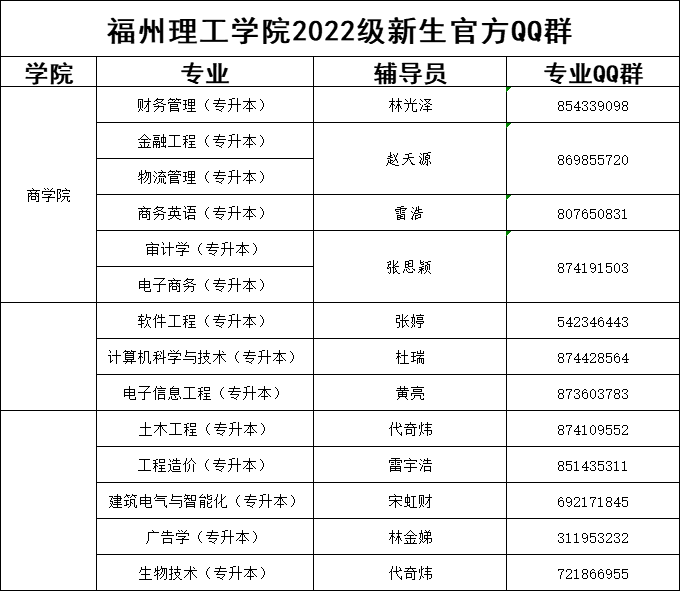 福州理工学院2022级新生官方QQ群
学院 专业 辅导员 专业QQ群
商学院
财务管理（专升本） 林光泽 854339098
金融工程（专升本） 赵天源 869855720
物流管理（专升本）
商务英语（专升本） 雷浩 807650831
审计学（专升本） 张思颖 874191503
电子商务（专升本）
软件工程（专升本） 张婷 542346443
计算机科学与技术（专升本） 杜瑞 874428564
电子信息工程（专升本） 黄亮 873603783
土木工程（专升本） 代奇炜 874109552
工程造价（专升本） 雷宇浩 851435311
建筑电气与智能化（专升本） 宋虹财 692171845
广告学（专升本） 林金娣 311953232
生物技术（专升本） 代奇炜 721866955